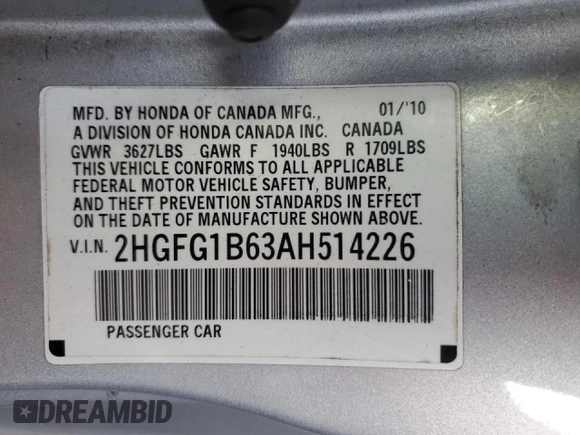 MFD. BY HONDA OF CANADA MFG., 01/'10
A DIVISION OF HONDA CANADA INC. CANADA
GVWR 3627LBS GAWR F 1940LBS R 1709LBS
THIS VEHICLE CONFORMS TO ALL APPLICABLE
FEDERAL MOTOR VEHICLE SAFETY, BUMPER,
AND THEFT PREVENTION STANDARDS IN EFFECT
ON THE DATE OF MANUFACTURE SHOWN ABOVE.
V.I.N. 2HGFG1B63AH514226
PASSENGER CAR
DREAMBID